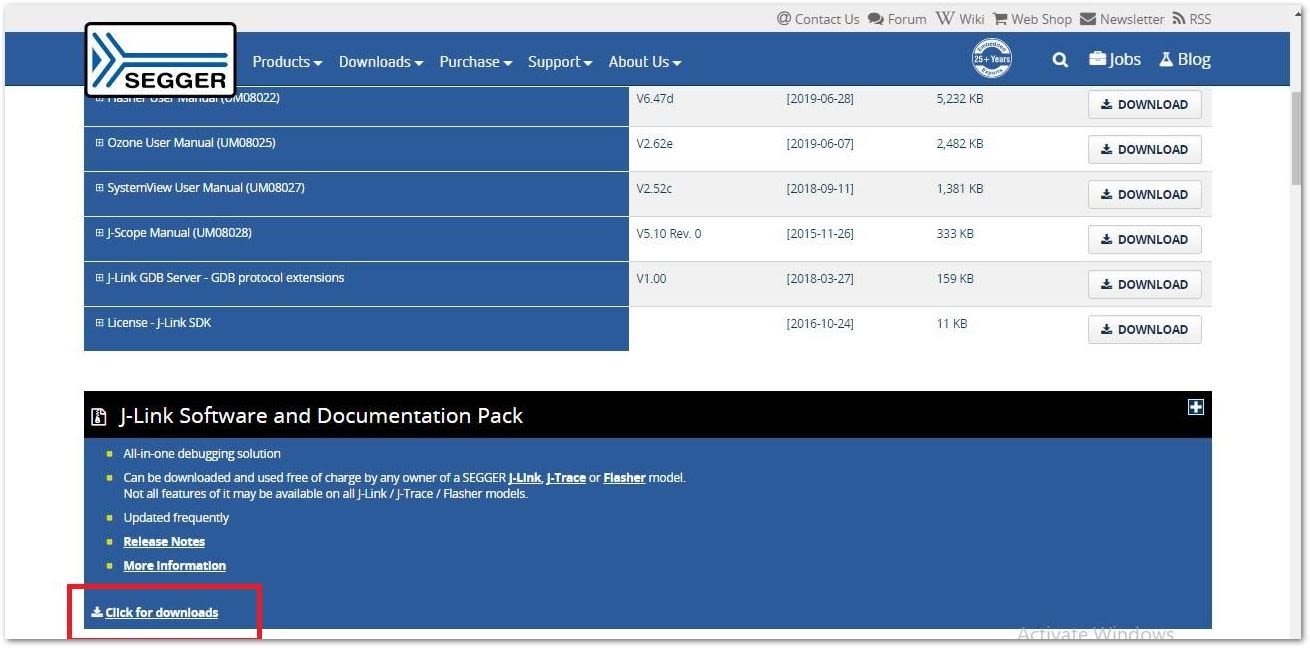 Contact Us Forum Wiki Web Shop Newsletter RSS
SEGGER
Products Downloads Purchase Support About Us
Embedded 25+ Years Experts
Jobs Blog
Flasher User Manual (UM08022) V6.47d [2019-06-28] 5,232 KB DOWNLOAD
Ozone User Manual (UM08025) V2.62e [2019-06-07] 2,482 KB DOWNLOAD
SystemView User Manual (UM08027) V2.52c [2018-09-11] 1,381 KB DOWNLOAD
J-Scope Manual (UM08028) V5.10 Rev. 0 [2015-11-26] 333 KB DOWNLOAD
J-Link GDB Server - GDB protocol extensions V1.00 [2018-03-27] 159 KB DOWNLOAD
License - J-Link SDK [2016-10-24] 11 KB DOWNLOAD
J-Link Software and Documentation Pack
All-in-one debugging solution
Can be downloaded and used free of charge by any owner of a SEGGER J-Link, J-Trace or Flasher model.
Not all features of it may be available on all J-Link / J-Trace / Flasher models.
Updated frequently
Release Notes
More Information
Click for downloads
Activate Windows